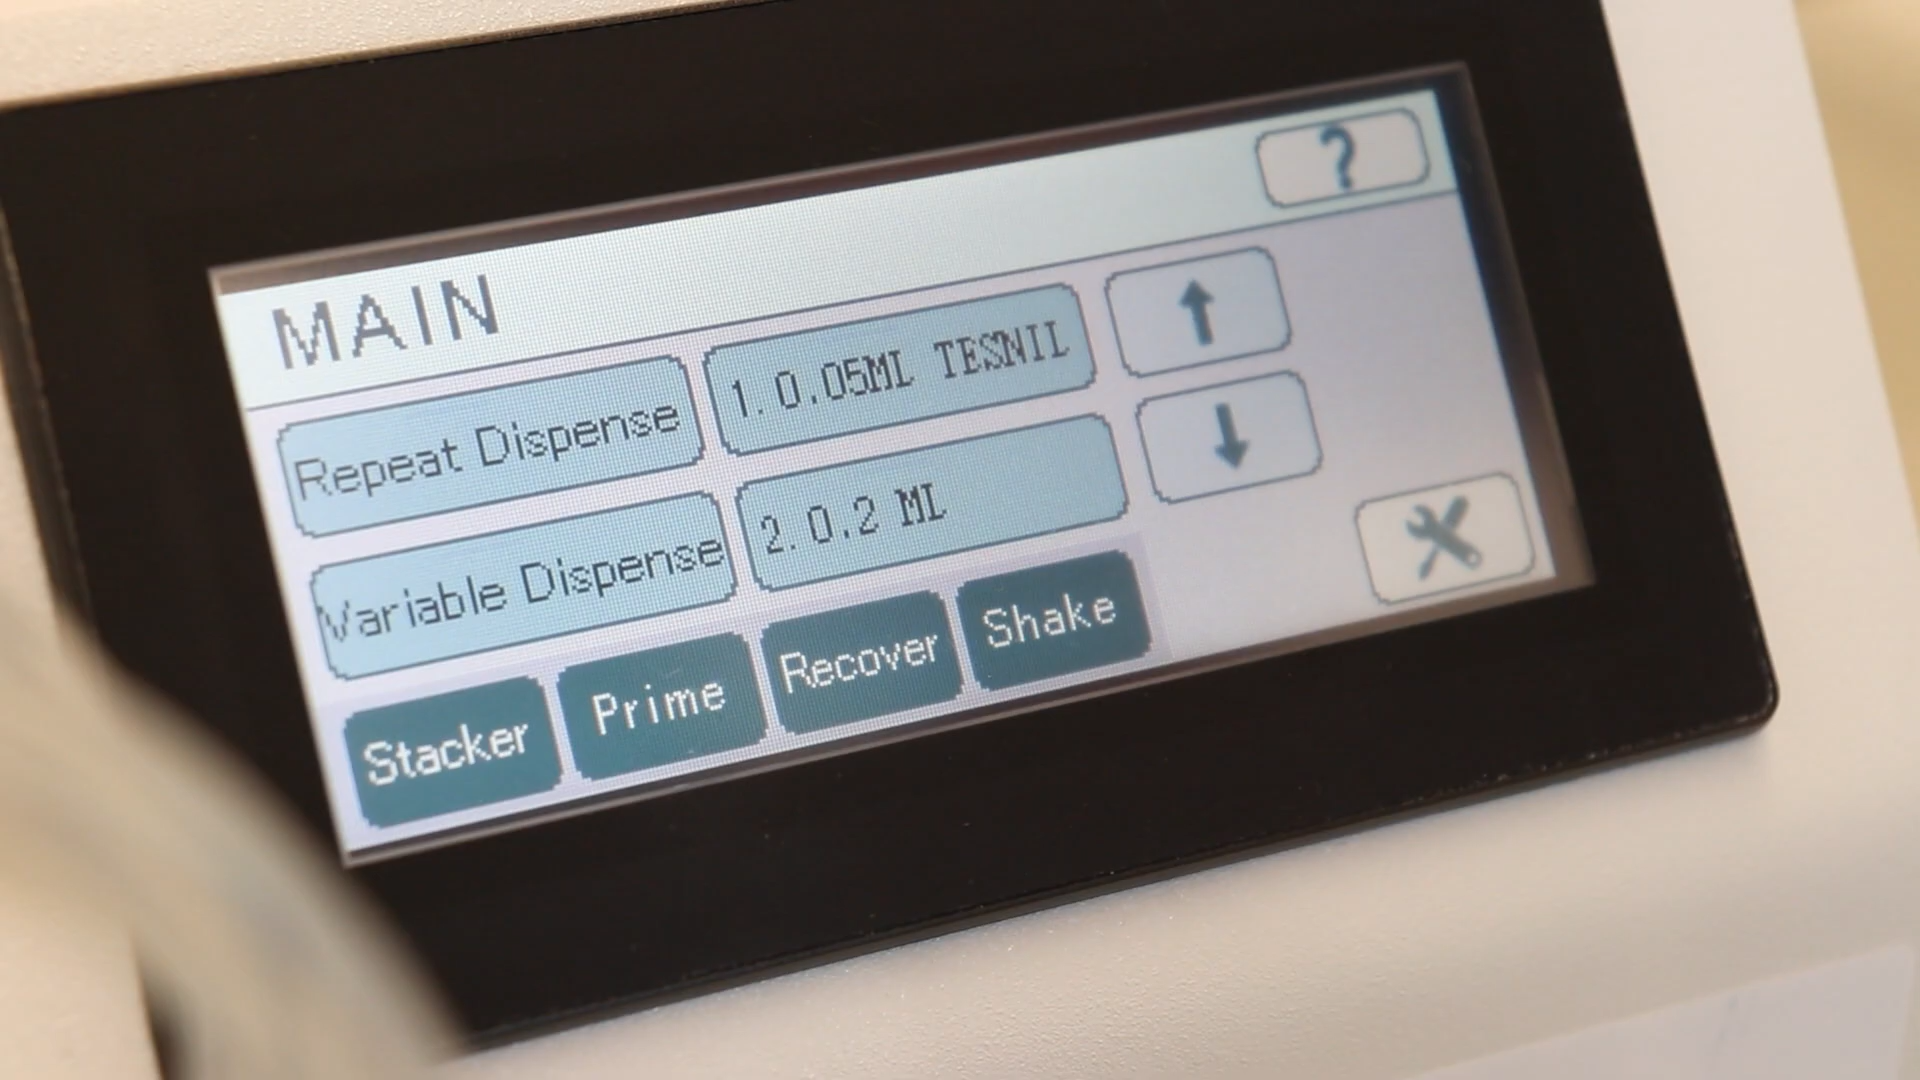 MAIN ?
Repeat Dispense 1. 0.05ML TESNIL
Variable Dispense 2. 0.2 ML
Stacker Prime Recover Shake